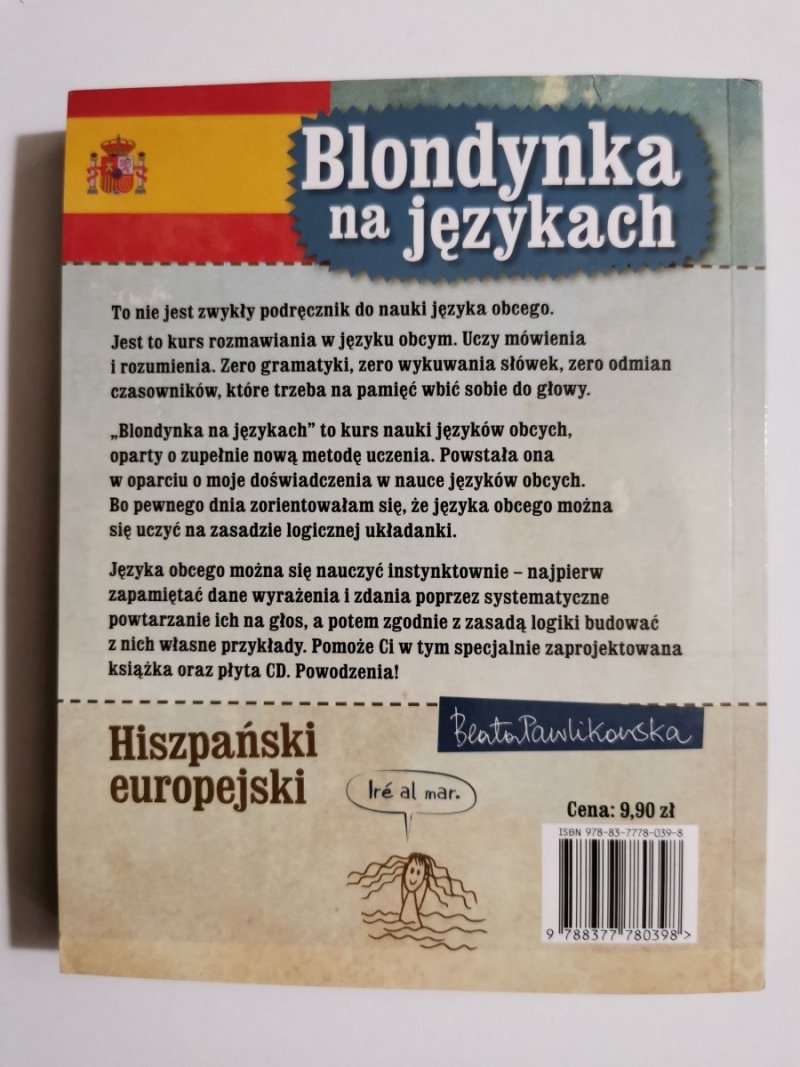 Blondynka
na językach
To nie jest zwykły podręcznik do nauki języka obcego.
Jest to kurs rozmawiania w języku obcym. Uczy mówienia
i rozumienia. Zero gramatyki, zero wykuwania słówek, zero odmian
czasowników, które trzeba na pamięć wbić sobie do głowy.
„Blondynka na językach” to kurs nauki języków obcych,
oparty o zupełnie nową metodę uczenia. Powstała ona
w oparciu o moje doświadczenia w nauce języków obcych.
Bo pewnego dnia zorientowałam się, że języka obcego można
się uczyć na zasadzie logicznej układanki.
Języka obcego można się nauczyć instynktownie – najpierw
zapamiętać dane wyrażenia i zdania poprzez systematyczne
powtarzanie ich na głos, a potem zgodnie z zasadą logiki budować
z nich własne przykłady. Pomoże Ci w tym specjalnie zaprojektowana
książka oraz płyta CD. Powodzenia!
Beata Pawlikowska
Hiszpański
europejski
Iré al mar.
Cena: 9,90 zł
ISBN 978-83-7778-039-8
9 788377 780398 >